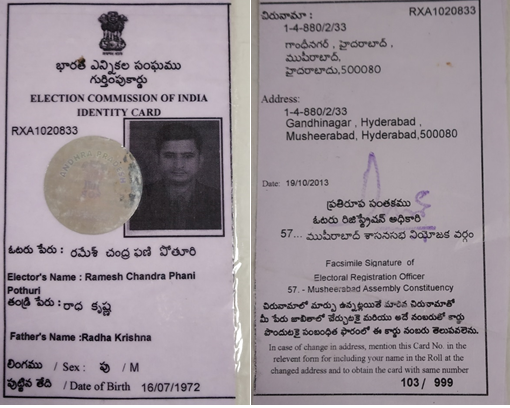 భారత ఎన్నికల సంఘము
గుర్తింపుకార్డు
ELECTION COMMISSION OF INDIA
IDENTITY CARD
RXA1020833
ఓటరు పేరు : రమేశ్ చంద్ర ఫణి పోతూరి
Elector's Name : Ramesh Chandra Phani
Pothuri
తండ్రి పేరు : రాధ కృష్ణ
Father's Name :Radha Krishna
లింగము / Sex : పు / M
పుట్టిన తేది / Date of Birth 16/07/1972
చిరునామా : RXA1020833
1-4-880/2/33
గాంధీనగర్ , హైదరాబాద్ ,
ముషీరాబాద్,
హైదరాబాదు,500080
Address:
1-4-880/2/33
Gandhinagar , Hyderabad ,
Musheerabad, Hyderabad,500080
Date: 19/10/2013
ప్రతిరూప సంతకము
ఓటరు రిజిస్ట్రేషన్ అధికారి
57... ముషీరాబాద్ శాసనసభ నియోజక వర్గం
Facsimile Signature of
Electoral Registration Officer
57. - Musheerabad Assembly Constituency
చిరునామాలో మార్పు ఉన్నట్లయితే మారిన చిరునామాతో
మీ పేరు జాబితాలో చేర్చుటకై మరియు అదే నంబరుతో కార్డు
పొందుటకై సంబంధిత ఫారంలో ఈ కార్డు నంబరు తెలుపవలెను.
In case of change in address, mention this Card No. in the
relevent form for including your name in the Roll at the
changed address and to obtain the card with same number
103 / 999